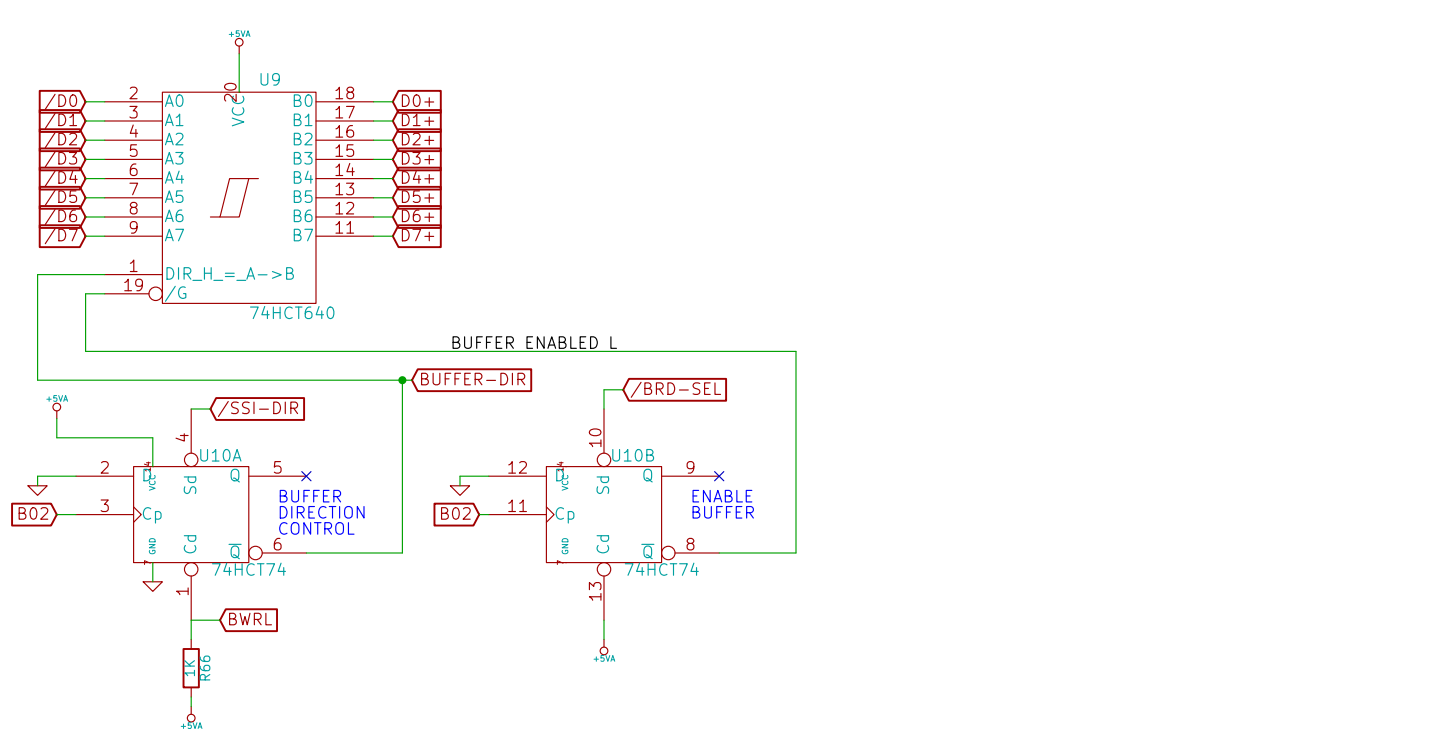 +5VA
U9
20
VCC
/D0 2 A0 B0 18 D0+
/D1 3 A1 B1 17 D1+
/D2 4 A2 B2 16 D2+
/D3 5 A3 B3 15 D3+
/D4 6 A4 B4 14 D4+
/D5 7 A5 B5 13 D5+
/D6 8 A6 B6 12 D6+
/D7 9 A7 B7 11 D7+
1 DIR_H_=_A->B
19 /G
74HCT640
BUFFER ENABLED L
BUFFER-DIR
/BRD-SEL
+5VA
/SSI-DIR
4
10
U10A
U10B
2 D VCC 14 Sd Q 5
12 D VCC 14 Sd Q 9
BUFFER
DIRECTION
CONTROL
ENABLE
BUFFER
B02 3 Cp
B02 11 Cp
GND 7 Cd Q 6
GND 7 Cd Q 8
74HCT74
74HCT74
1
13
BWRL
1K R66
+5VA
+5VA